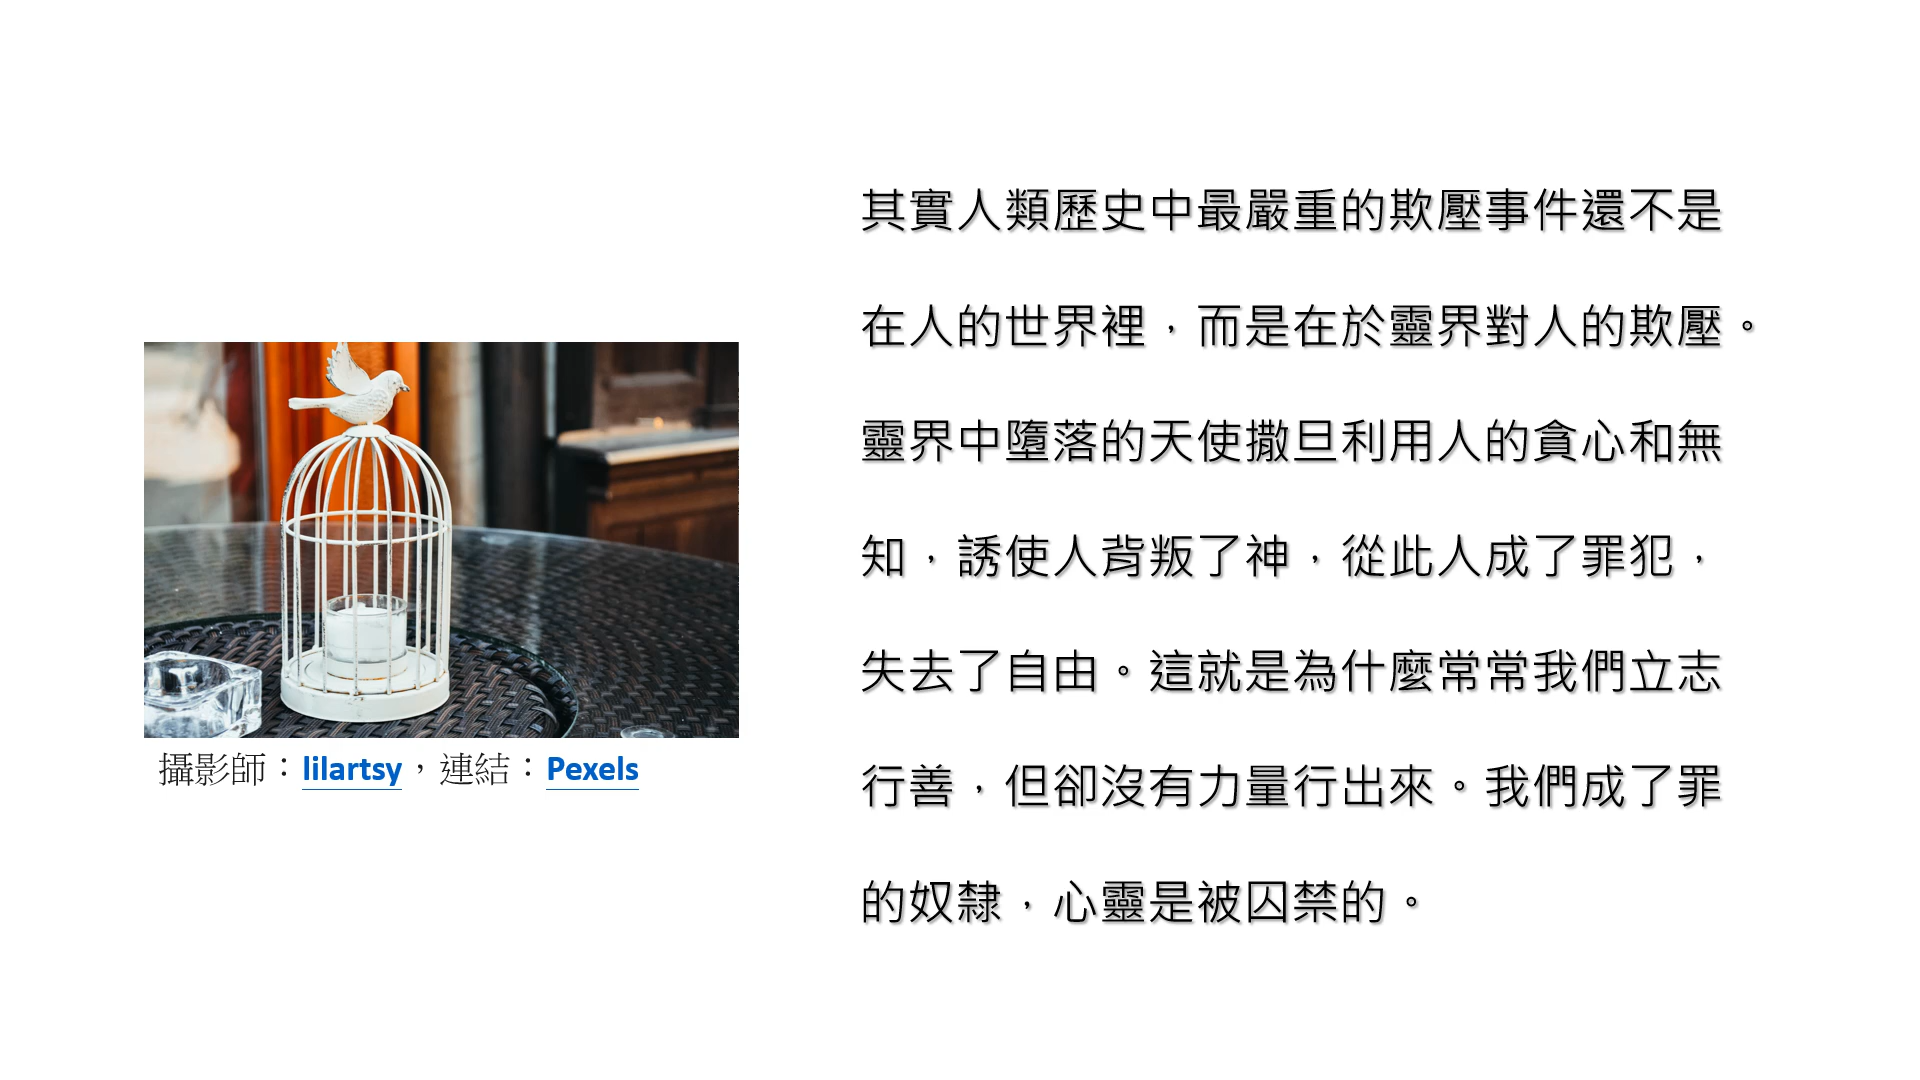 其實人類歷史中最嚴重的欺壓事件還不是
在人的世界裡，而是在於靈界對人的欺壓。
靈界中墮落的天使撒旦利用人的貪心和無
知，誘使人背叛了神，從此人成了罪犯，
失去了自由。這就是為什麼常常我們立志
行善，但卻沒有力量行出來。我們成了罪
的奴隸，心靈是被囚禁的。
攝影師：lilartsy，連結：Pexels